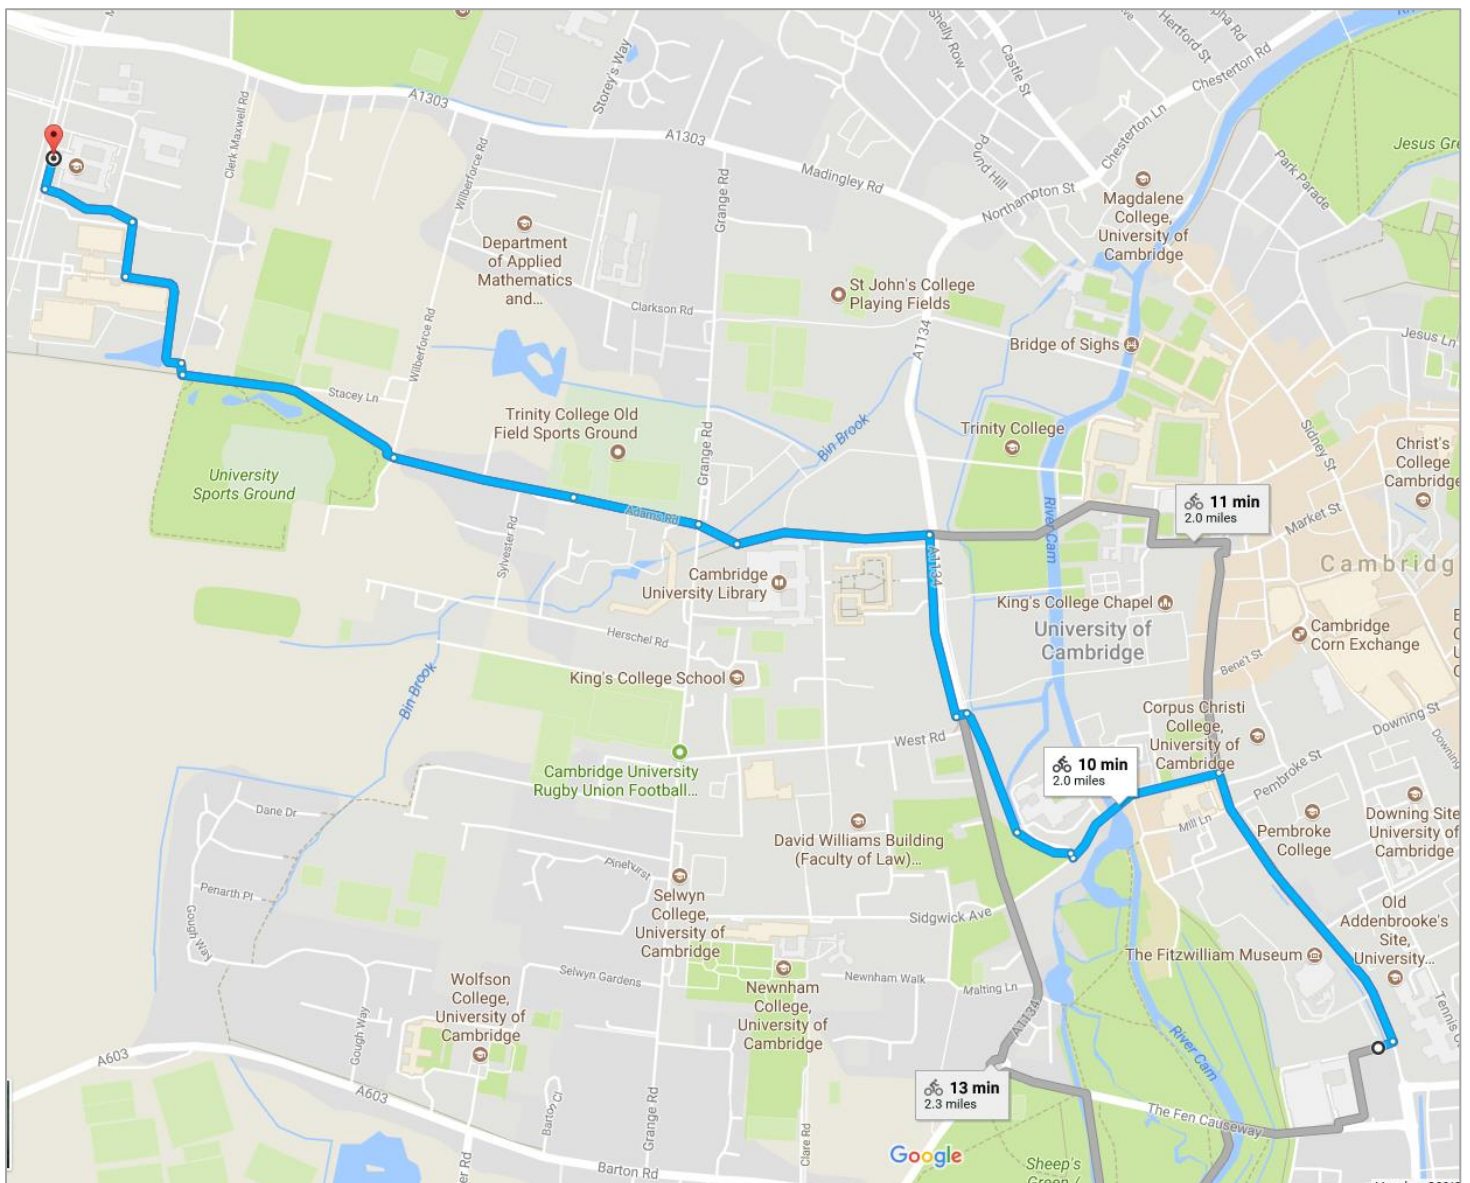 A1303
Storey's Way
Shelly Row
Castle St
Hertford St
Chesterton Rd
Chesterton Ln
Clerk Maxwell Rd
A1303
Wilberforce Rd
Grange Rd
Madingley Rd
Pound Hill
Northampton St
Park Parade
Jesus Gre
Magdalene
College,
University of
Cambridge
Department
of Applied
Mathematics
and...
St John's College
Playing Fields
Clarkson Rd
Wilberforce Rd
A1134
Bridge of Sighs
Jesus Ln
Stacey Ln
Trinity College Old
Field Sports Ground
Grange Rd
Bin Brook
Trinity College
Sidney St
Christ's
College
Cambridge
University
Sports Ground
11 min
2.0 miles
Market St
Adams Rd
River Cam
Sylvester Rd
A1134
Cambridg
Cambridge
University Library
King's College Chapel
University of
Cambridge
Cambridge
Corn Exchange
Herschel Rd
Bene't St
King's College School
Bin Brook
Corpus Christi
College,
University of
Cambridge
Downing St
Downing
West Rd
Cambridge University
Rugby Union Football...
10 min
2.0 miles
Pembroke St
Dane Dr
Mill Ln
Pembroke
College
Downing Site
University of
Cambridge
David Williams Building
(Faculty of Law)...
Pinehurst
Penarth Pl
Gough Way
Selwyn
College,
University of
Cambridge
Sidgwick Ave
Old
Addenbrooke's
Site,
University...
The Fitzwilliam Museum
Selwyn Gardens
Newnham Walk
Malting Ln
Wolfson
College,
University of
Cambridge
Newnham
College,
University of
Cambridge
Tennis
A1134
Gough Way
River Cam
A603
A603
Barton Cl
Grange Rd
Clare Rd
13 min
2.3 miles
The Fen Causeway
Google
Barton Rd
er Rd
Sheep's
Green /